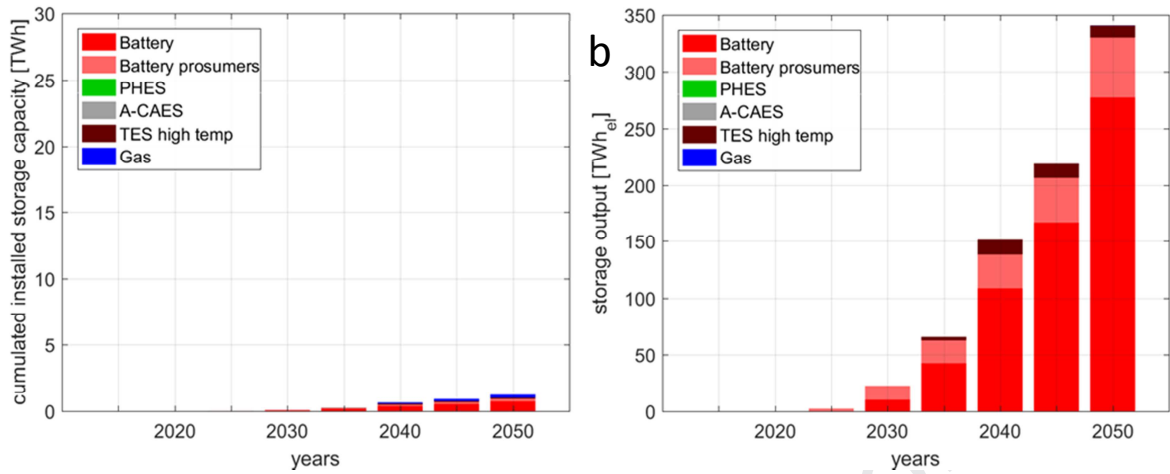 cumulated installed storage capacity [TWh]
30
25
20
15
10
5
0
Battery
Battery prosumers
PHES
A-CAES
TES high temp
Gas
2020
2030
2040
2050
years
b
storage output [TWh_el]
350
300
250
200
150
100
50
0
Battery
Battery prosumers
PHES
A-CAES
TES high temp
Gas
2020
2030
2040
2050
years